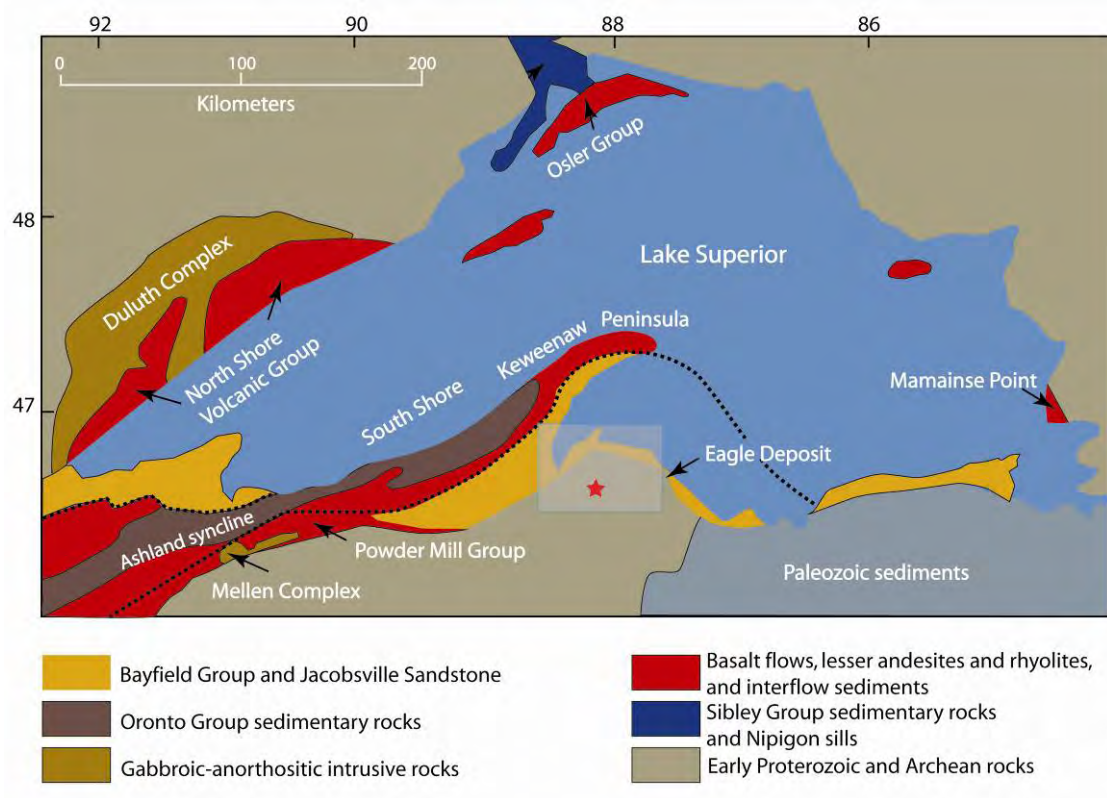 92
90
88
86
0
100
200
Kilometers
Osler Group
48
Duluth Complex
Lake Superior
North Shore
Volcanic Group
Keweenaw
Peninsula
47
South Shore
Mamainse Point
Eagle Deposit
Ashland syncline
Powder Mill Group
Mellen Complex
Paleozoic sediments
Bayfield Group and Jacobsville Sandstone
Oronto Group sedimentary rocks
Gabbroic-anorthositic intrusive rocks
Basalt flows, lesser andesites and rhyolites,
and interflow sediments
Sibley Group sedimentary rocks
and Nipigon sills
Early Proterozoic and Archean rocks